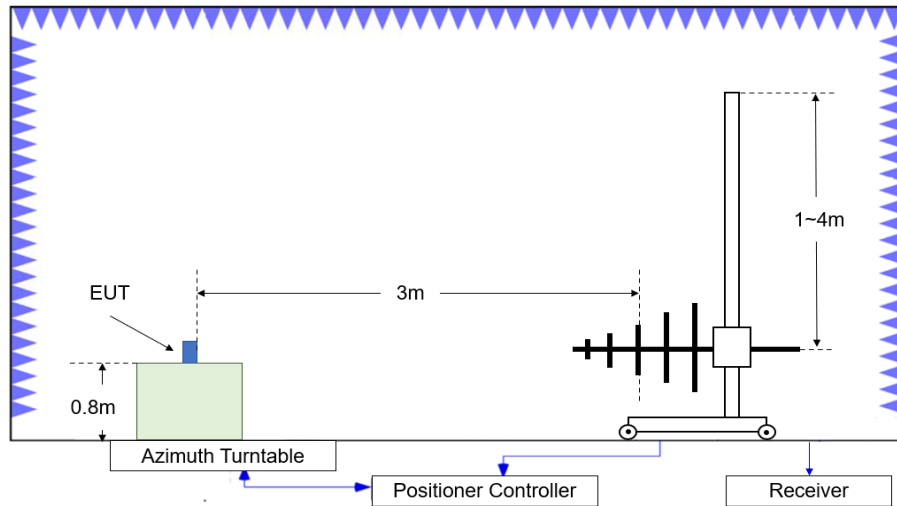 EUT
3m
1~4m
0.8m
Azimuth Turntable
Positioner Controller
Receiver